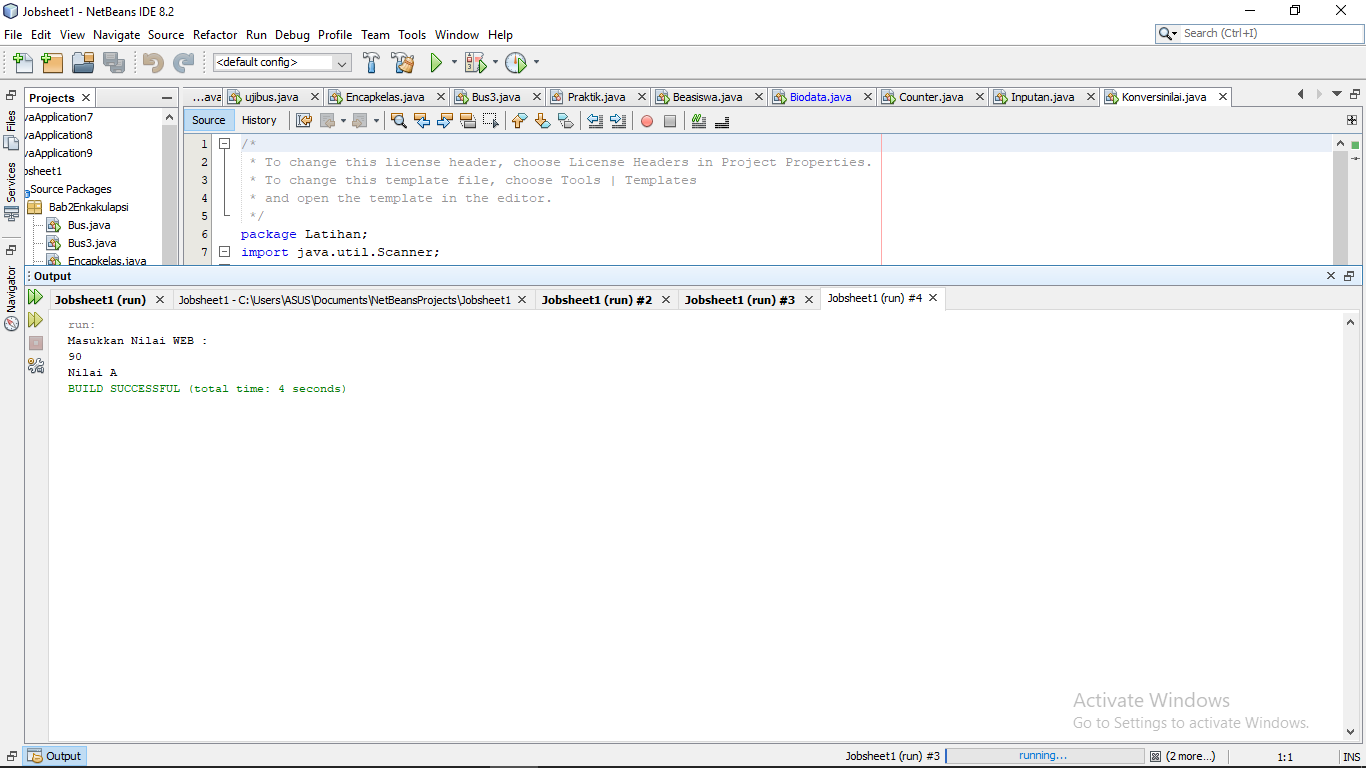 Jobsheet1 - NetBeans IDE 8.2
File Edit View Navigate Source Refactor Run Debug Profile Team Tools Window Help
Search (Ctrl+I)
<default config>
Projects
...ava ujibus.java Encapkelas.java Bus3.java Praktik.java Beasiswa.java Biodata.java Counter.java Inputan.java Konversinilai.java
Files
Services
Navigator
vaApplication7
vaApplication8
vaApplication9
bsheet1
Source Packages
Bab2Enkakulapsi
Bus.java
Bus3.java
Encapkelas.java
Source History
1 /*
2 * To change this license header, choose License Headers in Project Properties.
3 * To change this template file, choose Tools | Templates
4 * and open the template in the editor.
5 */
6 package Latihan;
7 import java.util.Scanner;
Output
Jobsheet1 (run) Jobsheet1 - C:\Users\ASUS\Documents\NetBeansProjects\Jobsheet1 Jobsheet1 (run) #2 Jobsheet1 (run) #3 Jobsheet1 (run) #4
run:
Masukkan Nilai WEB :
90
Nilai A
BUILD SUCCESSFUL (total time: 4 seconds)
Activate Windows
Go to Settings to activate Windows.
Output
Jobsheet1 (run) #3 running... (2 more...) 1:1 INS